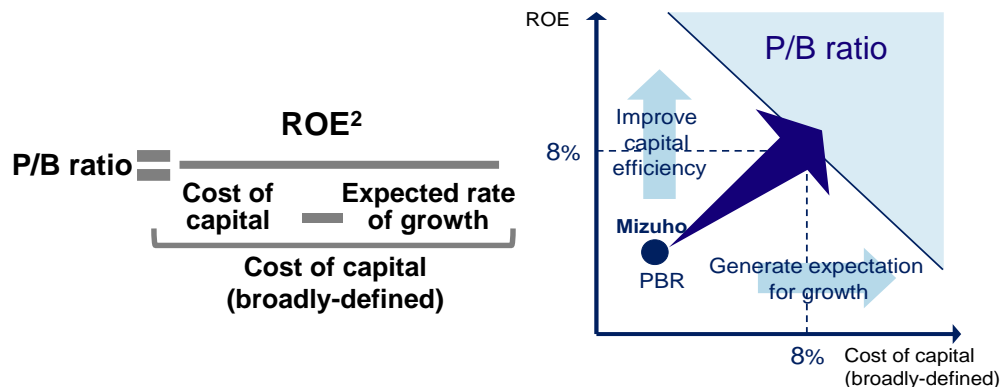 P/B ratio
ROE²
Cost of
capital
Expected rate
of growth
Cost of capital
(broadly-defined)
ROE
P/B ratio
Improve
capital
efficiency
8%
Mizuho
PBR
Generate expectation
for growth
8%
Cost of capital
(broadly-defined)